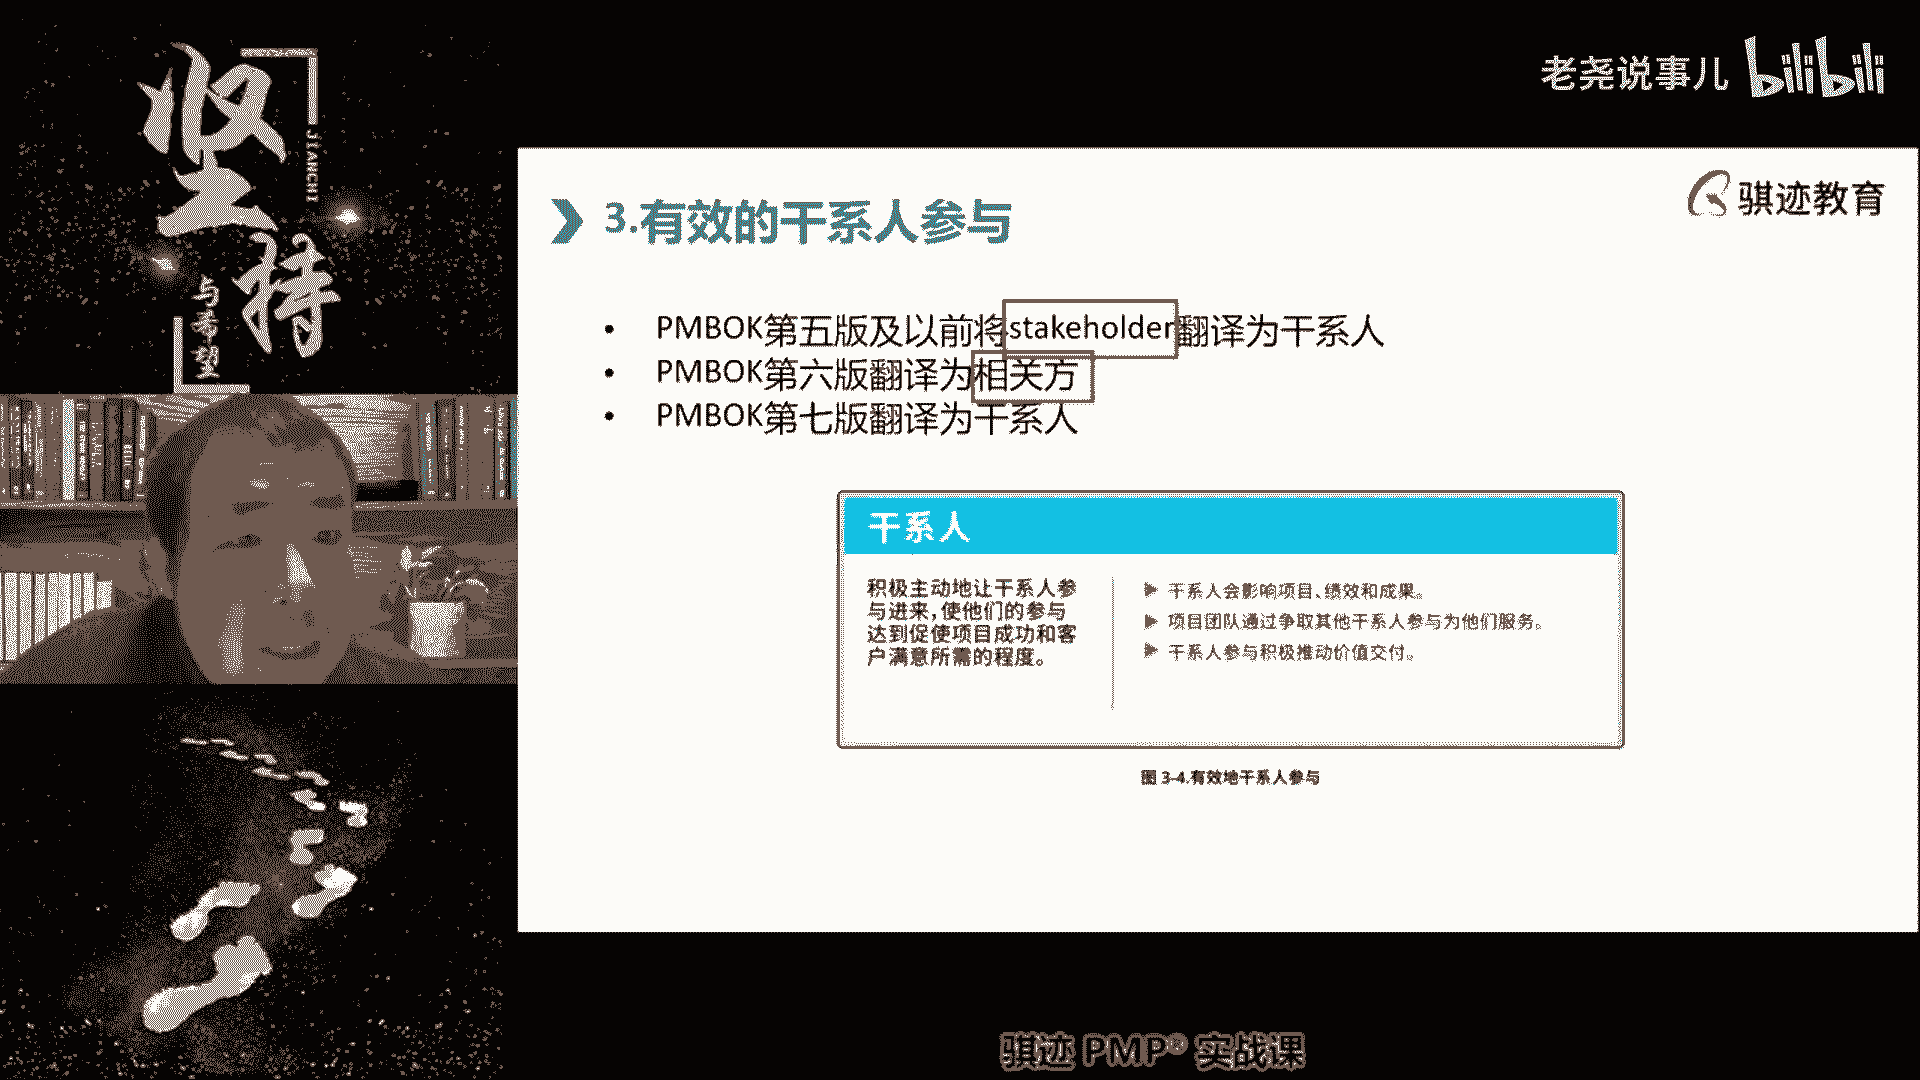 坚持
JIANCHI
与希望
老尧说事儿 bilibili
骐迹教育
3.有效的干系人参与
• PMBOK第五版及以前将stakeholder翻译为干系人
• PMBOK第六版翻译为相关方
• PMBOK第七版翻译为干系人
干系人
积极主动地让干系人参
与进来，使他们的参与
达到促使项目成功和客
户满意所需的程度。
▶ 干系人会影响项目、绩效和成果。
▶ 项目团队通过争取其他干系人参与为他们服务。
▶ 干系人参与积极推动价值交付。
图 3-4.有效地干系人参与
骐迹 PMP® 实战课